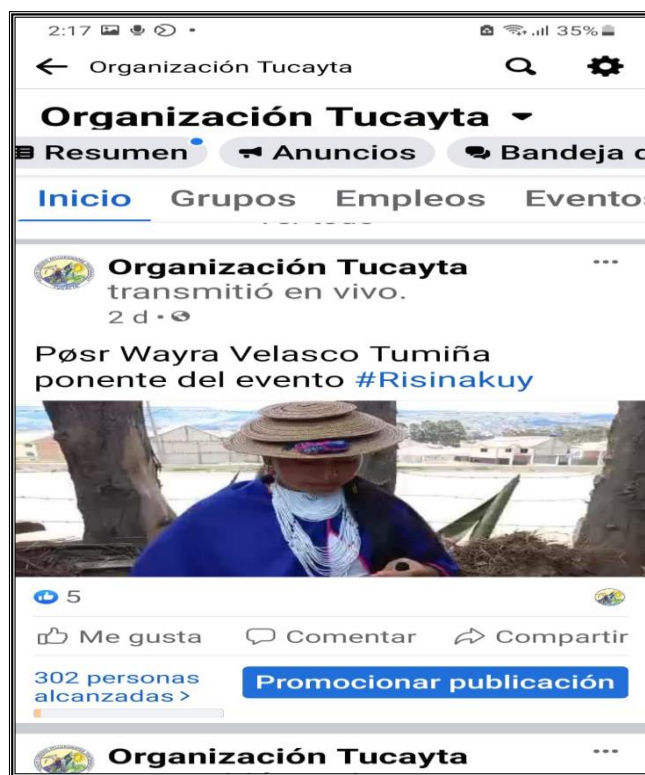 2:17 35%
Organización Tucayta
Organización Tucayta
Resumen Anuncios Bandeja d
Inicio Grupos Empleos Eventos
Organización Tucayta
transmitió en vivo.
2 d
Pøsr Wayra Velasco Tumiña
ponente del evento #Risinakuy
5
Me gusta Comentar Compartir
302 personas
alcanzadas >
Promocionar publicación
Organización Tucayta